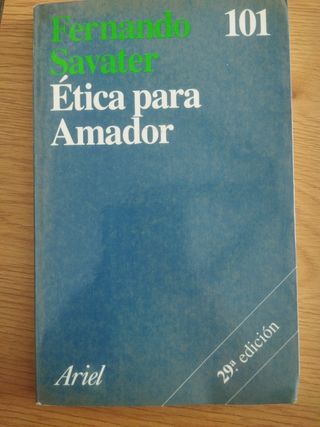 Fernando 101
Savater
Ética para
Amador
29ª. edición
Ariel